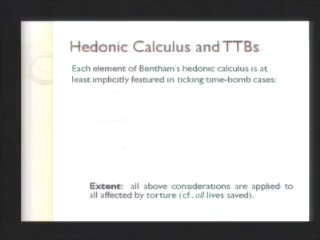 Hedonic Calculus and TTBs
Each element of Bentham's hedonic calculus is at
least implicitly featured in ticking time-bomb cases:
Extent: all above considerations are applied to
all affected by torture (cf., all lives saved).